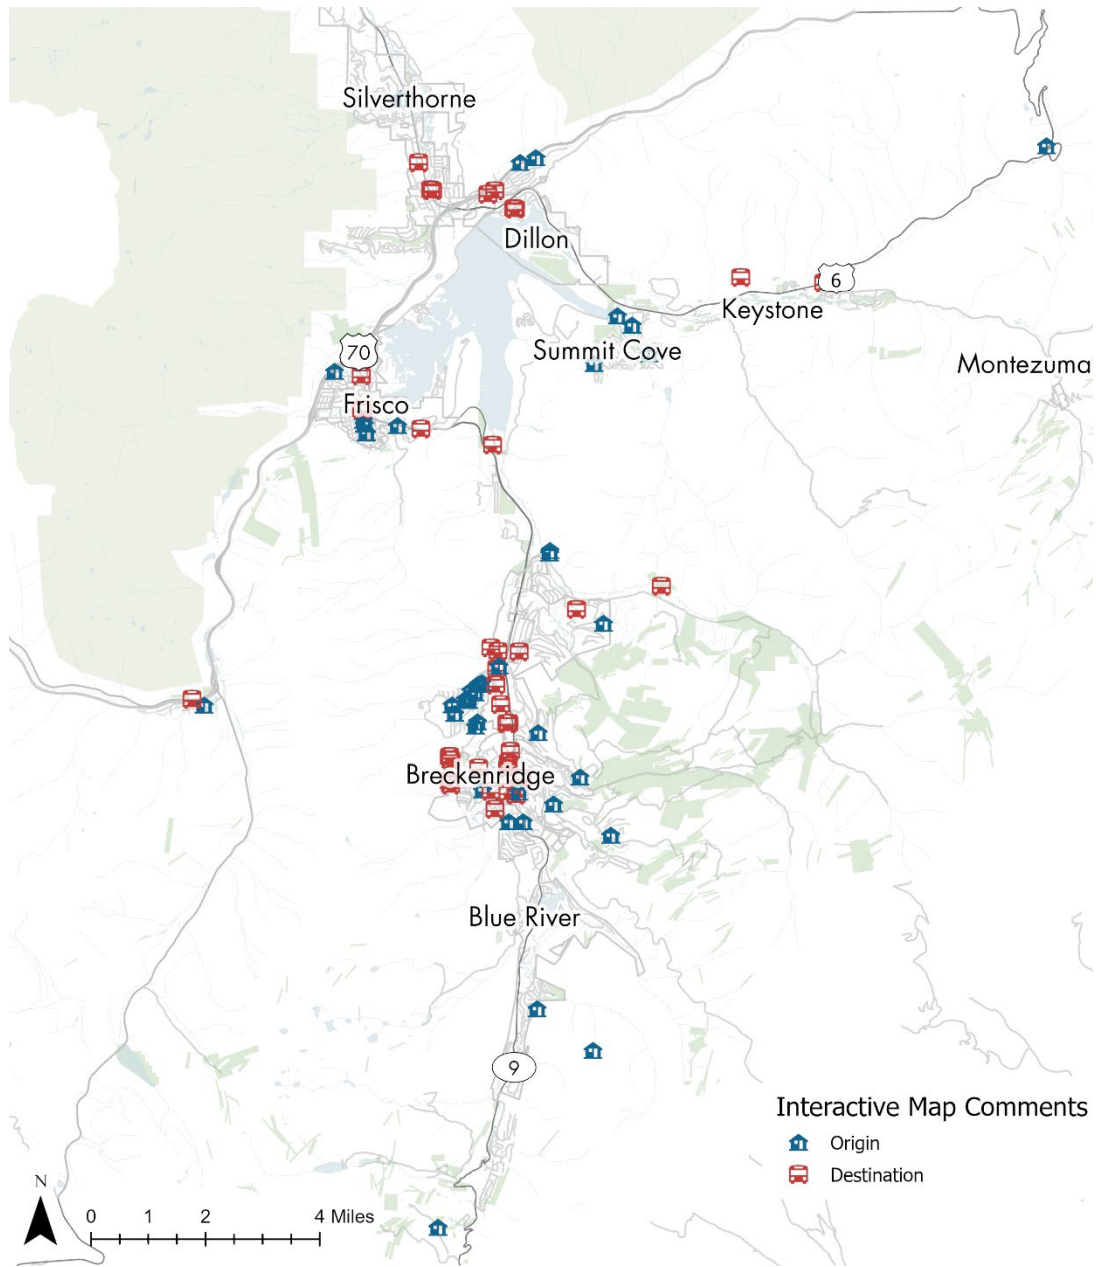 Silverthorne
Dillon
6
Keystone
Summit Cove
70
Montezuma
Frisco
Breckenridge
Blue River
9
Interactive Map Comments
Origin
Destination
N
0 1 2 4 Miles